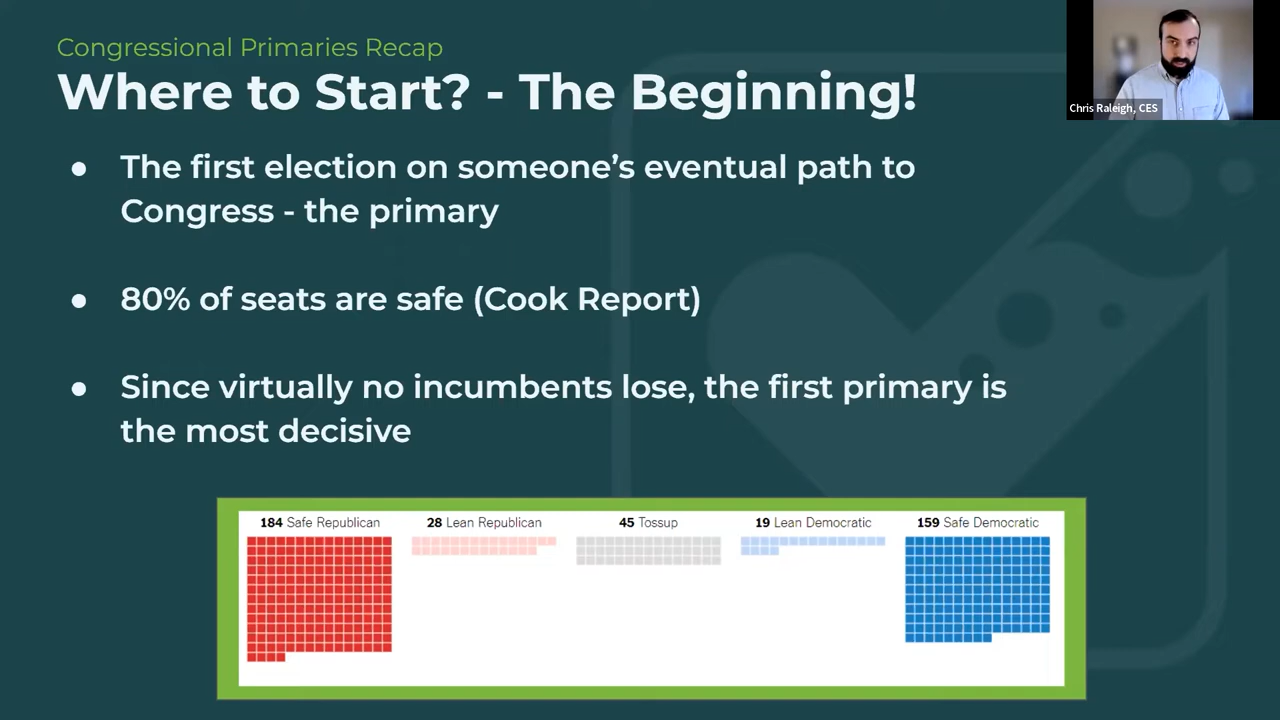 Congressional Primaries Recap
Where to Start? - The Beginning!
Chris Raleigh, CES
● The first election on someone’s eventual path to
Congress - the primary
● 80% of seats are safe (Cook Report)
● Since virtually no incumbents lose, the first primary is
the most decisive
184 Safe Republican
28 Lean Republican
45 Tossup
19 Lean Democratic
159 Safe Democratic